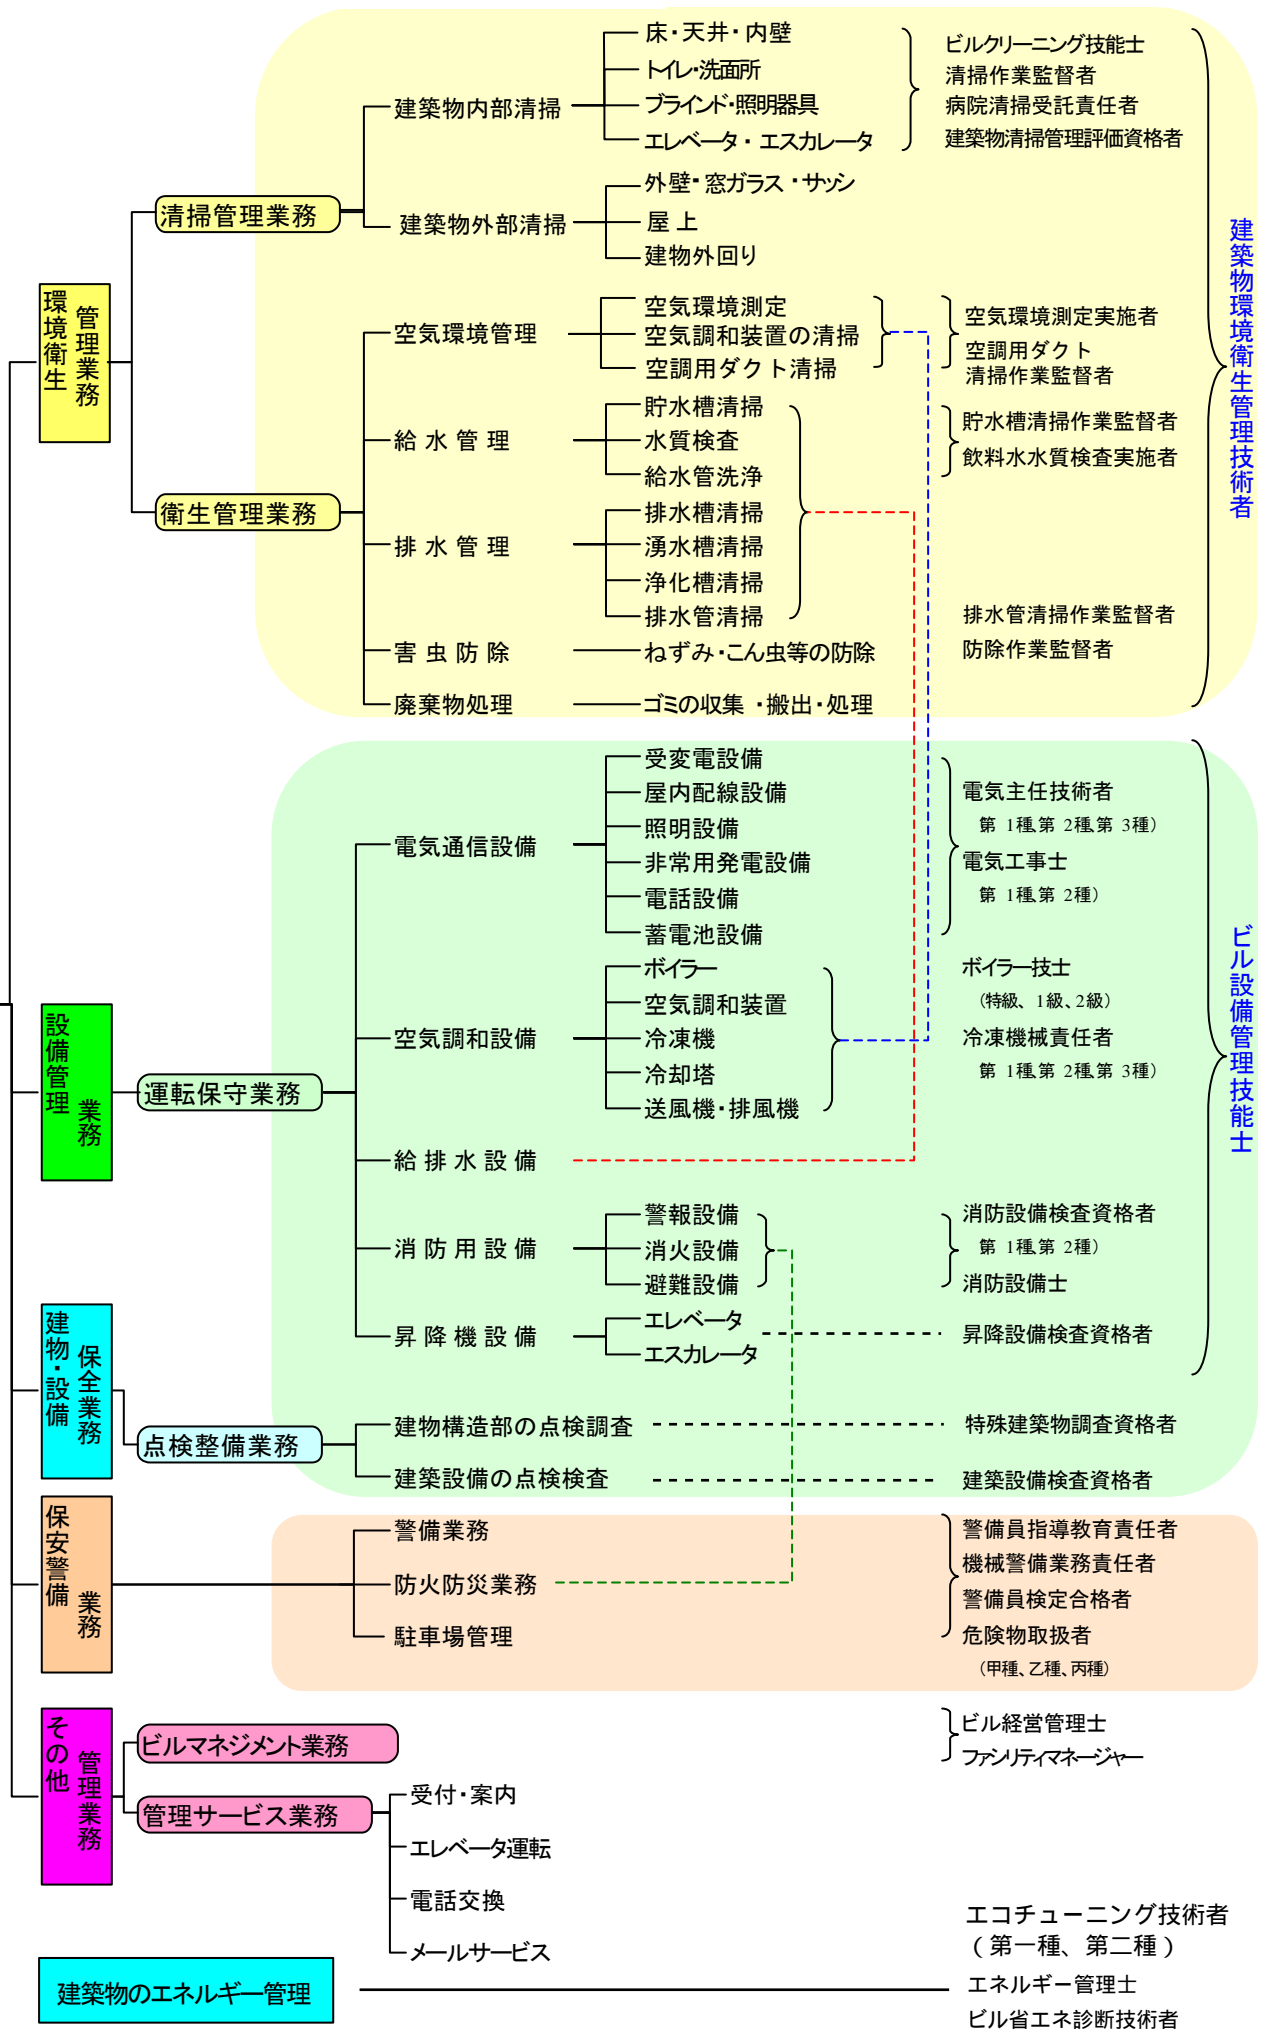 環境衛生
管理業務
清掃管理業務
建築物内部清掃
床・天井・内壁
トイレ・洗面所
ブラインド・照明器具
エレベータ・エスカレータ
ビルクリーニング技能士
清掃作業監督者
病院清掃受託責任者
建築物清掃管理評価資格者
建築物外部清掃
外壁・窓ガラス・サッシ
屋上
建物外回り
衛生管理業務
空気環境管理
空気環境測定
空気調和装置の清掃
空調用ダクト清掃
空気環境測定実施者
空調用ダクト
清掃作業監督者
給水管理
貯水槽清掃
水質検査
給水管洗浄
貯水槽清掃作業監督者
飲料水水質検査実施者
排水管理
排水槽清掃
湧水槽清掃
浄化槽清掃
排水管清掃
排水管清掃作業監督者
害虫防除
ねずみ・こん虫等の防除
防除作業監督者
廃棄物処理
ゴミの収集・搬出・処理
建築物環境衛生管理技術者
設備管理
業務
運転保守業務
電気通信設備
受変電設備
屋内配線設備
照明設備
非常用発電設備
電話設備
蓄電池設備
電気主任技術者
第1種、第2種、第3種）
電気工事士
第1種、第2種）
空気調和設備
ボイラー
空気調和装置
冷凍機
冷却塔
送風機・排風機
ボイラー技士
（特級、1級、2級）
冷凍機械責任者
第1種、第2種、第3種）
給排水設備
消防用設備
警報設備
消火設備
避難設備
消防設備検査資格者
第1種、第2種）
消防設備士
昇降機設備
エレベータ
エスカレータ
昇降設備検査資格者
ビル設備管理技能士
建物・設備
保全業務
点検整備業務
建物構造部の点検調査
特殊建築物調査資格者
建築設備の点検検査
建築設備検査資格者
保安警備
業務
警備業務
防火防災業務
駐車場管理
警備員指導教育責任者
機械警備業務責任者
警備員検定合格者
危険物取扱者
（甲種、乙種、丙種）
その他
管理業務
ビルマネジメント業務
ビル経営管理士
ファシリティマネージャー
管理サービス業務
受付・案内
エレベータ運転
電話交換
メールサービス
建築物のエネルギー管理
エコチューニング技術者
（第一種、第二種）
エネルギー管理士
ビル省エネ診断技術者